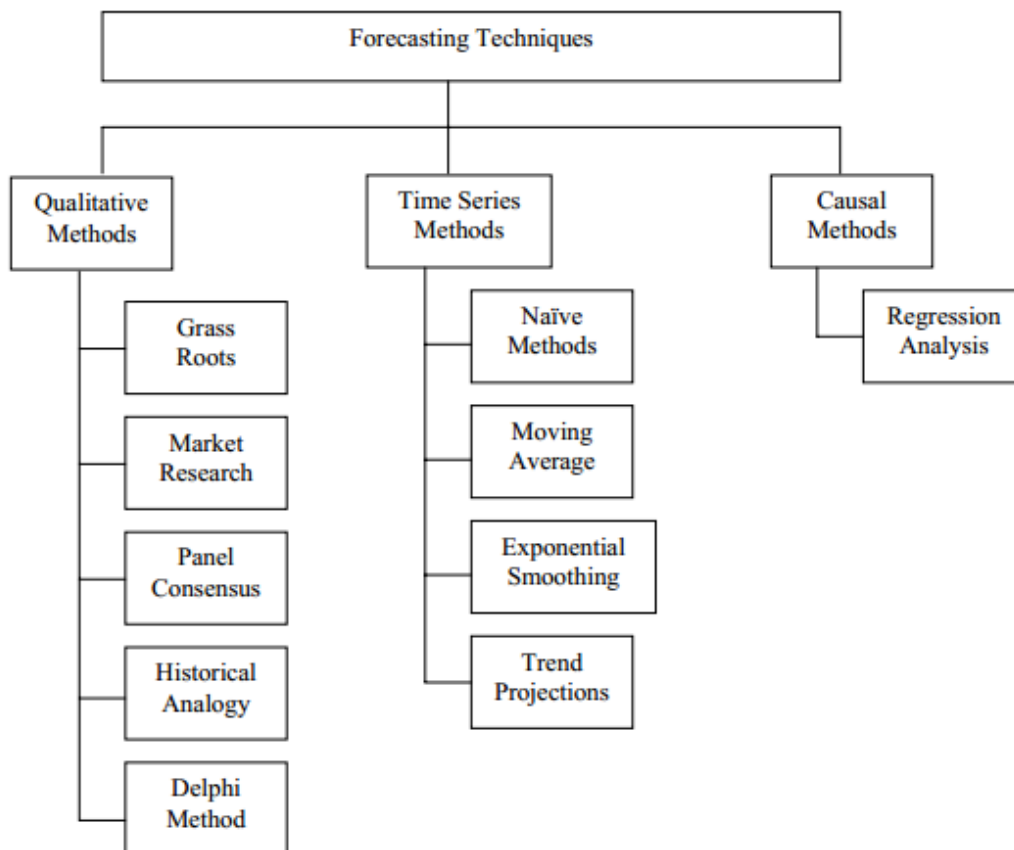 Forecasting Techniques
Qualitative
Methods
Time Series
Methods
Causal
Methods
Grass
Roots
Market
Research
Panel
Consensus
Historical
Analogy
Delphi
Method
Naïve
Methods
Moving
Average
Exponential
Smoothing
Trend
Projections
Regression
Analysis